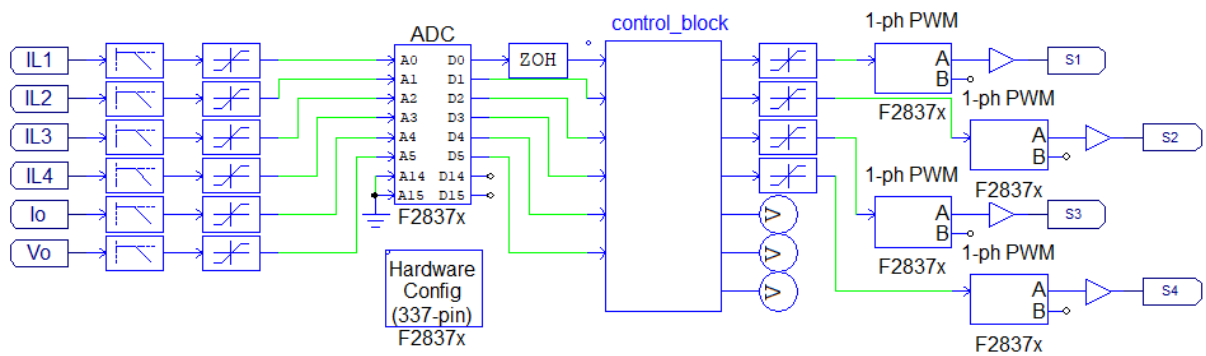 control_block
1-ph PWM
ADC
IL1
A0 D0
ZOH
A
B
S1
IL2
A1 D1
F2837x
1-ph PWM
A2 D2
IL3
A3 D3
A
B
S2
A4 D4
1-ph PWM
F2837x
IL4
A5 D5
A14 D14
A15 D15
Io
F2837x
V
A
B
S3
Vo
V
F2837x
1-ph PWM
Hardware
Config
(337-pin)
V
A
B
S4
F2837x
F2837x